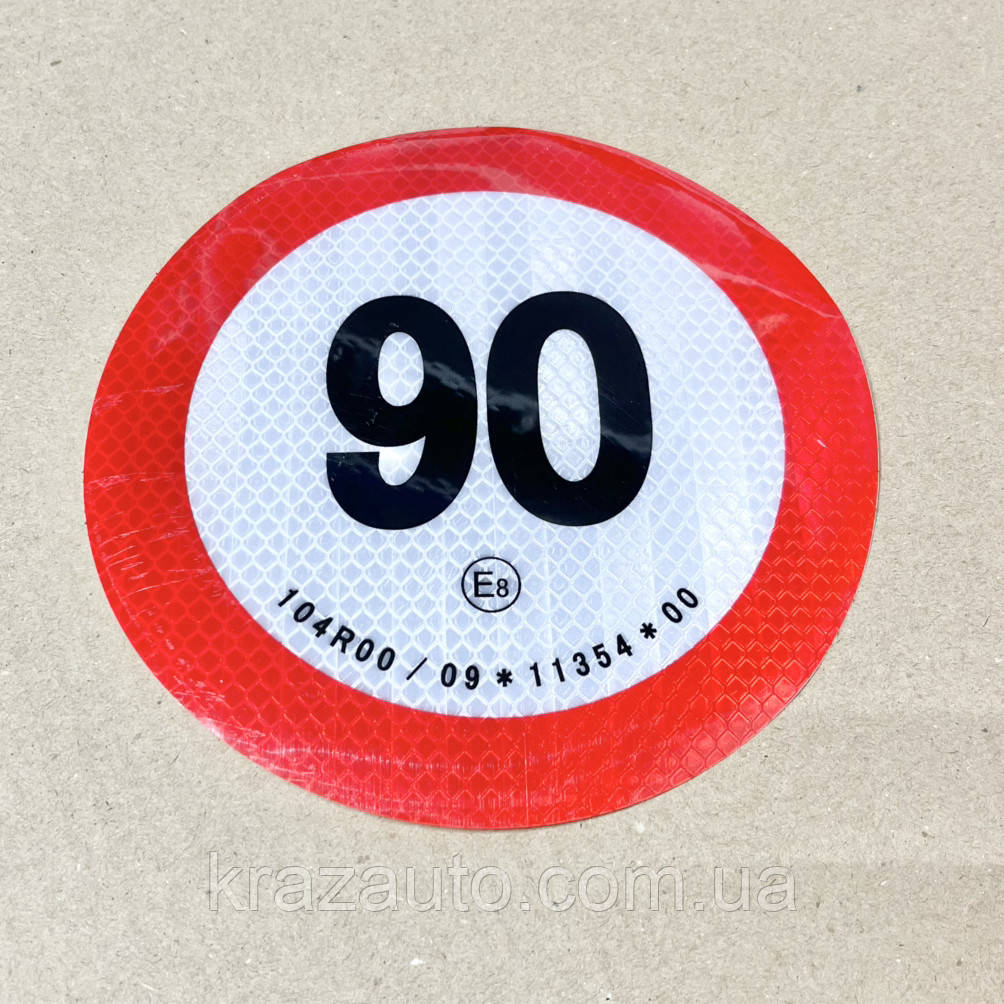 90
E8
104R00 / 09 * 11354 * 00
krazauto.com.ua